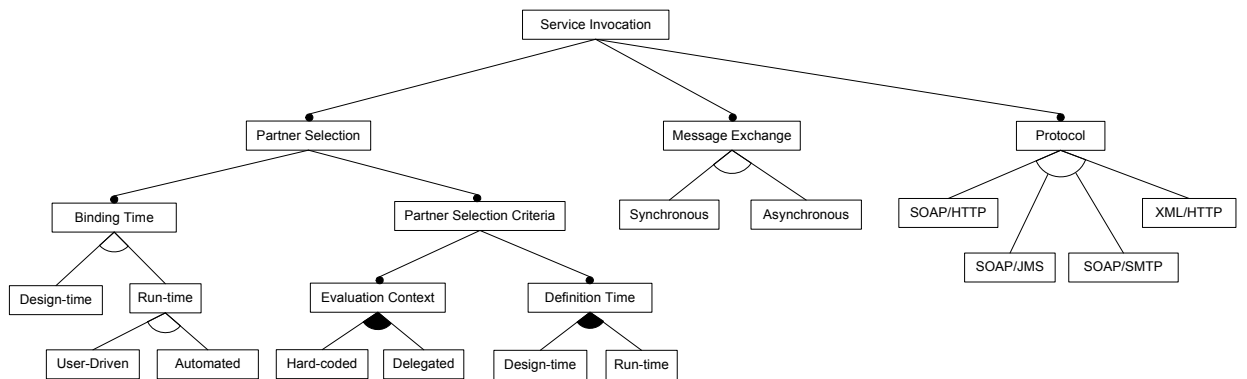 Service Invocation
Partner Selection
Message Exchange
Protocol
Binding Time
Partner Selection Criteria
Synchronous
Asynchronous
SOAP/HTTP
XML/HTTP
SOAP/JMS
SOAP/SMTP
Design-time
Run-time
Evaluation Context
Definition Time
User-Driven
Automated
Hard-coded
Delegated
Design-time
Run-time